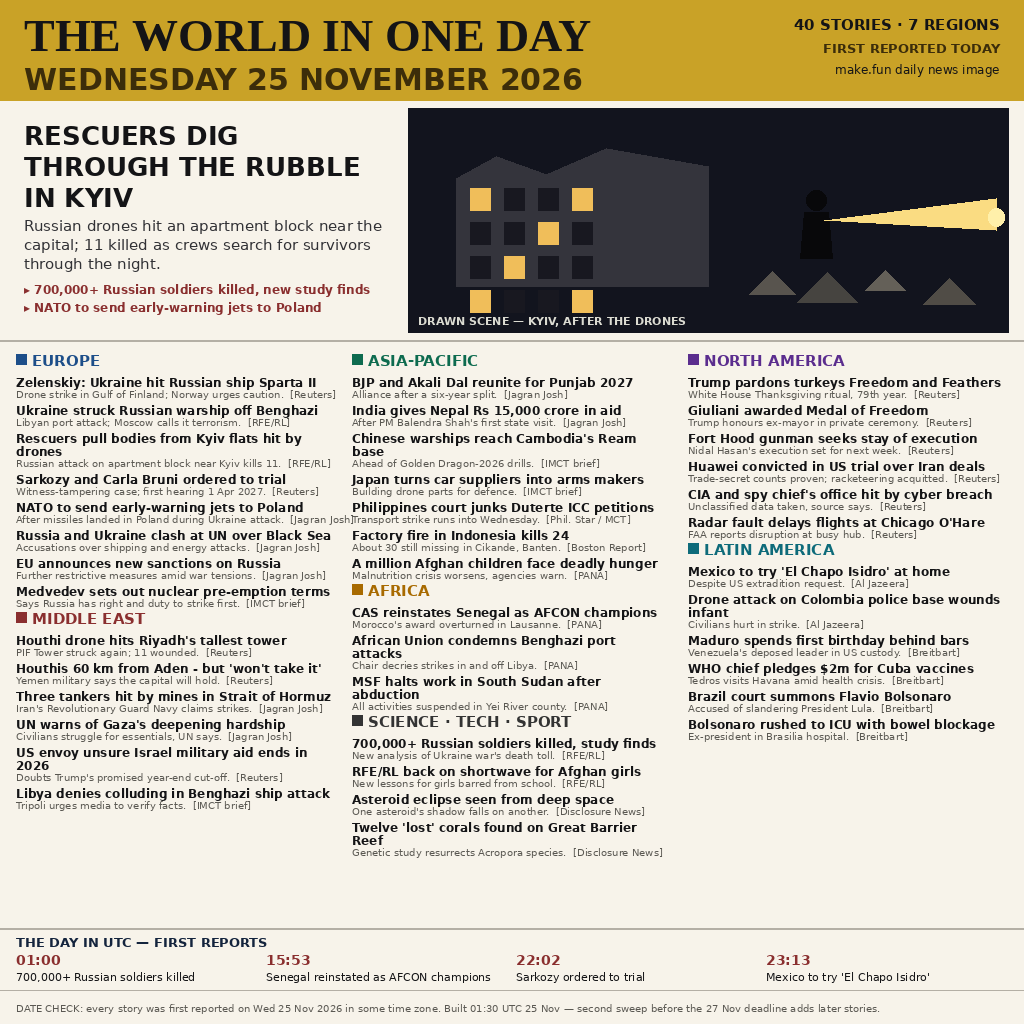 THE WORLD IN ONE DAY
WEDNESDAY 25 NOVEMBER 2026
40 STORIES · 7 REGIONS
FIRST REPORTED TODAY
make.fun daily news image
RESCUERS DIG
THROUGH THE RUBBLE
IN KYIV
Russian drones hit an apartment block near the
capital; 11 killed as crews search for survivors
through the night.
▸ 700,000+ Russian soldiers killed, new study finds
▸ NATO to send early-warning jets to Poland
DRAWN SCENE — KYIV, AFTER THE DRONES
EUROPE
Zelenskiy: Ukraine hit Russian ship Sparta II
Drone strike in Gulf of Finland; Norway urges caution. [Reuters]
Ukraine struck Russian warship off Benghazi
Libyan port attack; Moscow calls it terrorism. [RFE/RL]
Rescuers pull bodies from Kyiv flats hit by
drones
Russian attack on apartment block near Kyiv kills 11. [RFE/RL]
Sarkozy and Carla Bruni ordered to trial
Witness-tampering case; first hearing 1 Apr 2027. [Reuters]
NATO to send early-warning jets to Poland
After missiles landed in Poland during Ukraine attack. [Jagran Josh]
Russia and Ukraine clash at UN over Black Sea
Accusations over shipping and energy attacks. [Jagran Josh]
EU announces new sanctions on Russia
Further restrictive measures amid war tensions. [Jagran Josh]
Medvedev sets out nuclear pre-emption terms
Says Russia has right and duty to strike first. [IMCT brief]
MIDDLE EAST
Houthi drone hits Riyadh's tallest tower
PIF Tower struck again; 11 wounded. [Reuters]
Houthis 60 km from Aden - but 'won't take it'
Yemen military says the capital will hold. [Reuters]
Three tankers hit by mines in Strait of Hormuz
Iran's Revolutionary Guard Navy claims strikes. [Jagran Josh]
UN warns of Gaza's deepening hardship
Civilians struggle for essentials, UN says. [Jagran Josh]
US envoy unsure Israel military aid ends in
2026
Doubts Trump's promised year-end cut-off. [Reuters]
Libya denies colluding in Benghazi ship attack
Tripoli urges media to verify facts. [IMCT brief]
ASIA-PACIFIC
BJP and Akali Dal reunite for Punjab 2027
Alliance after a six-year split. [Jagran Josh]
India gives Nepal Rs 15,000 crore in aid
After PM Balendra Shah's first state visit. [Jagran Josh]
Chinese warships reach Cambodia's Ream
base
Ahead of Golden Dragon-2026 drills. [IMCT brief]
Japan turns car suppliers into arms makers
Building drone parts for defence. [IMCT brief]
Philippines court junks Duterte ICC petitions
Transport strike runs into Wednesday. [Phil. Star / MCT]
Factory fire in Indonesia kills 24
About 30 still missing in Cikande, Banten. [Boston Report]
A million Afghan children face deadly hunger
Malnutrition crisis worsens, agencies warn. [PANA]
AFRICA
CAS reinstates Senegal as AFCON champions
Morocco's award overturned in Lausanne. [PANA]
African Union condemns Benghazi port
attacks
Chair decries strikes in and off Libya. [PANA]
MSF halts work in South Sudan after
abduction
All activities suspended in Yei River county. [PANA]
SCIENCE · TECH · SPORT
700,000+ Russian soldiers killed, study finds
New analysis of Ukraine war's death toll. [RFE/RL]
RFE/RL back on shortwave for Afghan girls
New lessons for girls barred from school. [RFE/RL]
Asteroid eclipse seen from deep space
One asteroid's shadow falls on another. [Disclosure News]
Twelve 'lost' corals found on Great Barrier
Reef
Genetic study resurrects Acropora species. [Disclosure News]
NORTH AMERICA
Trump pardons turkeys Freedom and Feathers
White House Thanksgiving ritual, 79th year. [Reuters]
Giuliani awarded Medal of Freedom
Trump honours ex-mayor in private ceremony. [Reuters]
Fort Hood gunman seeks stay of execution
Nidal Hasan's execution set for next week. [Reuters]
Huawei convicted in US trial over Iran deals
Trade-secret counts proven; racketeering acquitted. [Reuters]
CIA and spy chief's office hit by cyber breach
Unclassified data taken, source says. [Reuters]
Radar fault delays flights at Chicago O'Hare
FAA reports disruption at busy hub. [Reuters]
LATIN AMERICA
Mexico to try 'El Chapo Isidro' at home
Despite US extradition request. [Al Jazeera]
Drone attack on Colombia police base wounds
infant
Civilians hurt in strike. [Al Jazeera]
Maduro spends first birthday behind bars
Venezuela's deposed leader in US custody. [Breitbart]
WHO chief pledges $2m for Cuba vaccines
Tedros visits Havana amid health crisis. [Breitbart]
Brazil court summons Flavio Bolsonaro
Accused of slandering President Lula. [Breitbart]
Bolsonaro rushed to ICU with bowel blockage
Ex-president in Brasilia hospital. [Breitbart]
THE DAY IN UTC — FIRST REPORTS
01:00
700,000+ Russian soldiers killed
15:53
Senegal reinstated as AFCON champions
22:02
Sarkozy ordered to trial
23:13
Mexico to try 'El Chapo Isidro'
DATE CHECK: every story was first reported on Wed 25 Nov 2026 in some time zone. Built 01:30 UTC 25 Nov — second sweep before the 27 Nov deadline adds later stories.